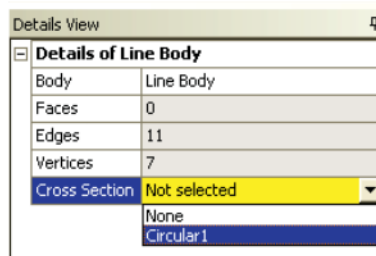 Details View
Details of Line Body
Body Line Body
Faces 0
Edges 11
Vertices 7
Cross Section Not selected
None
Circular1